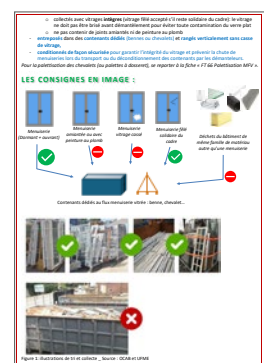 o collectés avec vitrages intègres (vitrage fêlé accepté s'il reste solidaire du cadre): le vitrage
ne doit pas être brisé avant démantèlement pour éviter toute contamination du verre plat
o ne pas contenir de joints amiantés ni de peinture au plomb
- entreposés dans des contenants dédiés (bennes ou chevalets) et rangés verticalement sans casse
de vitrage,
- conditionnés de façon sécurisée pour garantir l'intégrité du vitrage et prévenir la chute de
menuiseries lors du transport ou du déconditionnement des contenants par les démanteleurs.
Pour la palettisation des chevalets (ou palettes à dosseret), se reporter à la fiche « FT 66 Palettisation MFV ».
LES CONSIGNES EN IMAGE :
Menuiserie
(Dormant + ouvrant)
Menuiserie
amiantée ou avec
peinture au plomb
Menuiserie
vitrage cassé
Menuiserie fêlé
solidaire du
cadre
Déchets du bâtiment de
même famille de matériau
autre qu'une menuiserie
Contenants dédiés au flux menuiserie vitrée : benne, chevalet...
Figure 1: Illustrations de tri et collecte _ Source : OCAB et UFME